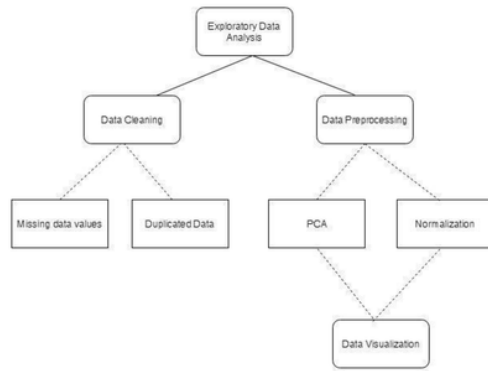 Exploratory Data
Analysis
Data Cleaning
Data Preprocessing
Missing data values
Duplicated Data
PCA
Normalization
Data Visualization